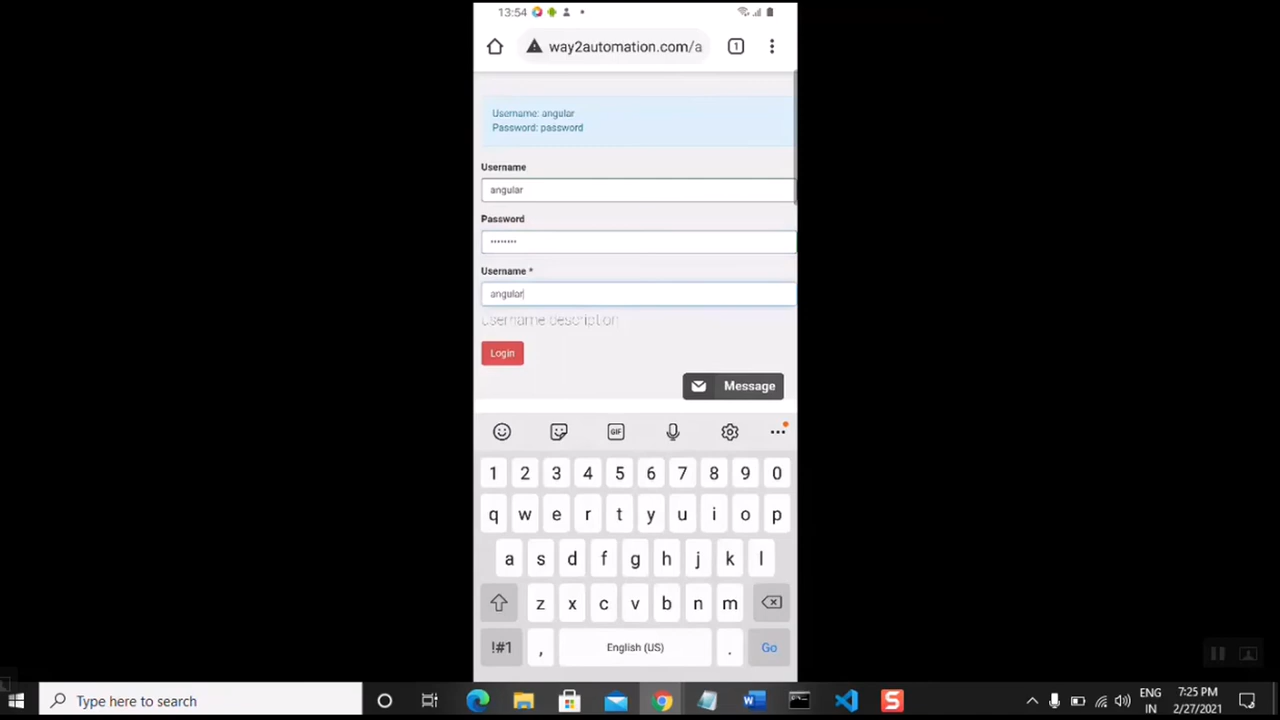 13:54
way2automation.com/a
1
Username: angular
Password: password
Username
angular
Password
••••••••
Username *
angular
Username description
Login
Message
GIF
1 2 3 4 5 6 7 8 9 0
q w e r t y u i o p
a s d f g h j k l
z x c v b n m
!#1 , English (US) . Go
Type here to search
W
S
ENG
IN
7:25 PM
2/27/2021